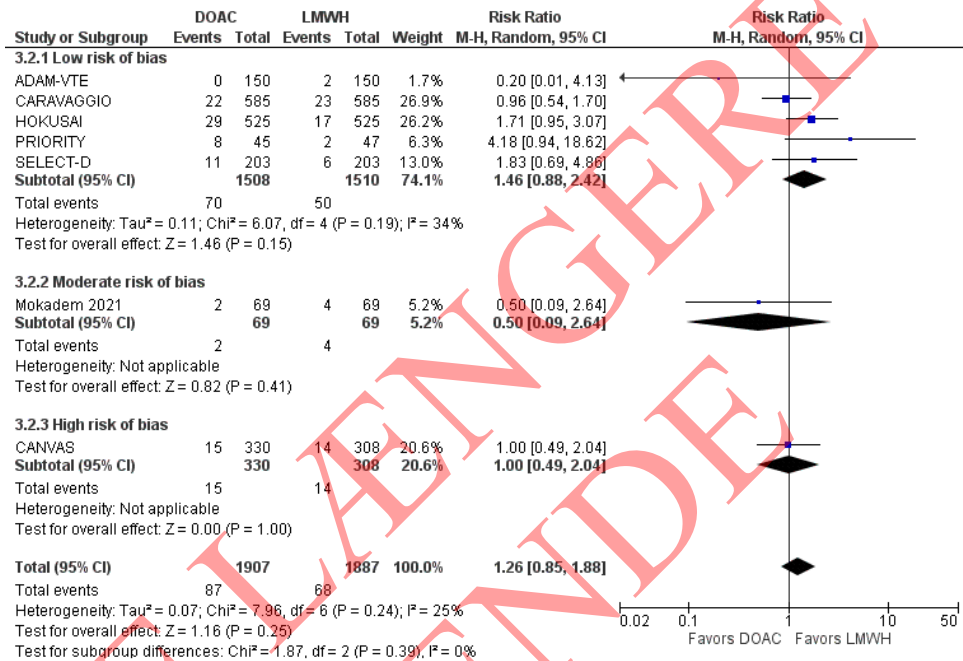 DOAC LMWH Risk Ratio Risk Ratio
Study or Subgroup Events Total Events Total Weight M-H, Random, 95% CI M-H, Random, 95% CI
3.2.1 Low risk of bias
ADAM-VTE 0 150 2 150 1.7% 0.20 [0.01, 4.13]
CARAVAGGIO 22 585 23 585 26.9% 0.96 [0.54, 1.70]
HOKUSAI 29 525 17 525 26.2% 1.71 [0.95, 3.07]
PRIORITY 8 45 2 47 6.3% 4.18 [0.94, 18.62]
SELECT-D 11 203 6 203 13.0% 1.83 [0.69, 4.86]
Subtotal (95% CI) 1508 1510 74.1% 1.46 [0.88, 2.42]
Total events 70 50
Heterogeneity: Tau² = 0.11; Chi² = 6.07, df = 4 (P = 0.19); I² = 34%
Test for overall effect: Z = 1.46 (P = 0.15)
3.2.2 Moderate risk of bias
Mokadem 2021 2 69 4 69 5.2% 0.50 [0.09, 2.64]
Subtotal (95% CI) 69 69 5.2% 0.50 [0.09, 2.64]
Total events 2 4
Heterogeneity: Not applicable
Test for overall effect: Z = 0.82 (P = 0.41)
3.2.3 High risk of bias
CANVAS 15 330 14 308 20.6% 1.00 [0.49, 2.04]
Subtotal (95% CI) 330 308 20.6% 1.00 [0.49, 2.04]
Total events 15 14
Heterogeneity: Not applicable
Test for overall effect: Z = 0.00 (P = 1.00)
Total (95% CI) 1907 1887 100.0% 1.26 [0.85, 1.88]
Total events 87 68
Heterogeneity: Tau² = 0.07; Chi² = 7.96, df = 6 (P = 0.24); I² = 25%
Test for overall effect: Z = 1.16 (P = 0.25)
Test for subgroup differences: Chi² = 1.87, df = 2 (P = 0.39), I² = 0%
0.02 0.1 1 10 50
Favors DOAC Favors LMWH
LÆNGERE
ENDE